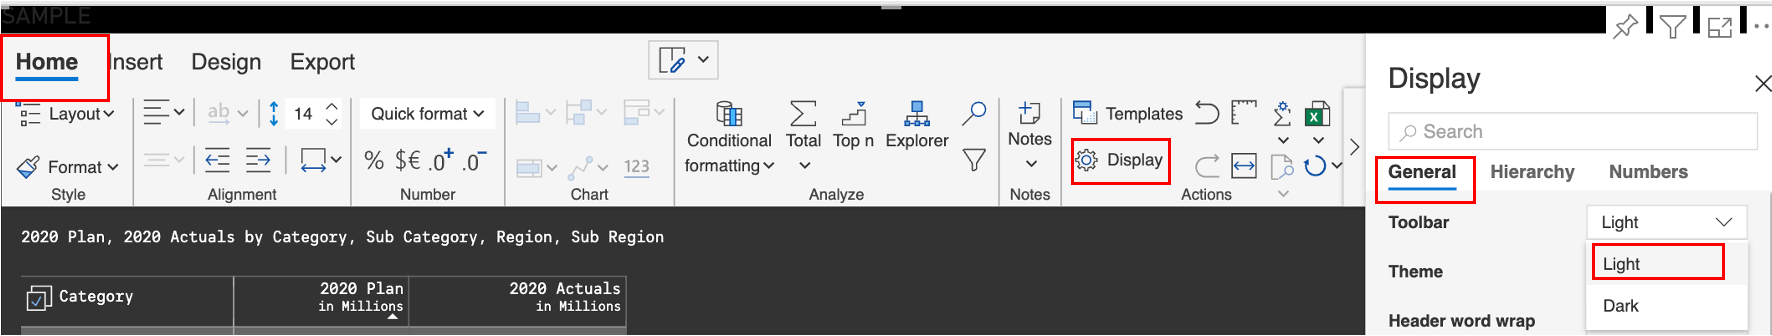 SAMPLE
Home Insert Design Export
Layout ab 14 Quick format
Format % $€ .0+ .0- 123
Conditional formatting Total Top n Explorer
Notes Templates
Display
Style Alignment Number Chart Analyze Notes Actions
2020 Plan, 2020 Actuals by Category, Sub Category, Region, Sub Region
Category 2020 Plan 2020 Actuals
in Millions in Millions
Display
Search
General Hierarchy Numbers
Toolbar Light
Light
Theme
Dark
Header word wrap